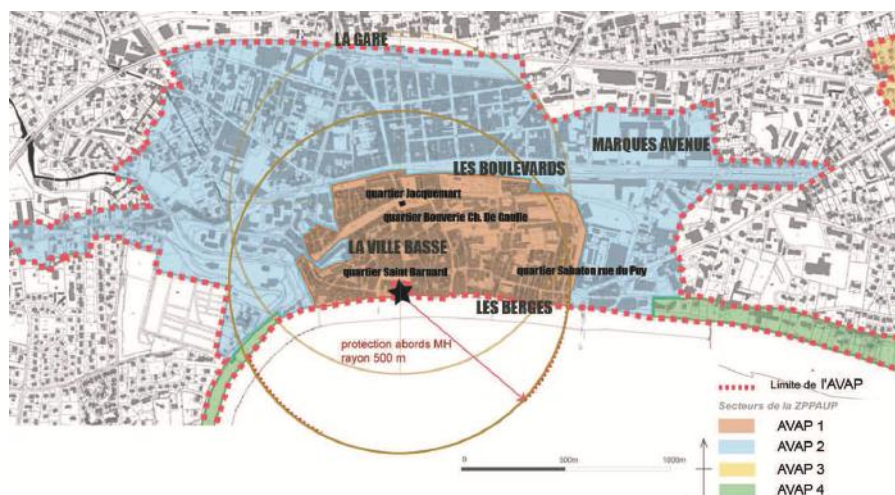 LA GARE
MARQUES AVENUE
LES BOULEVARDS
quartier Jacquemart
quartier Bouverie Ch. De Gaulle
LA VILLE BASSE
quartier Saint Barnard
quartier Sabaton rue du Puy
LES BERGES
protection abords MH
rayon 500 m
Limite de l'AVAP
Secteurs de la ZPPAUP
AVAP 1
AVAP 2
AVAP 3
AVAP 4
0 500m 1000m